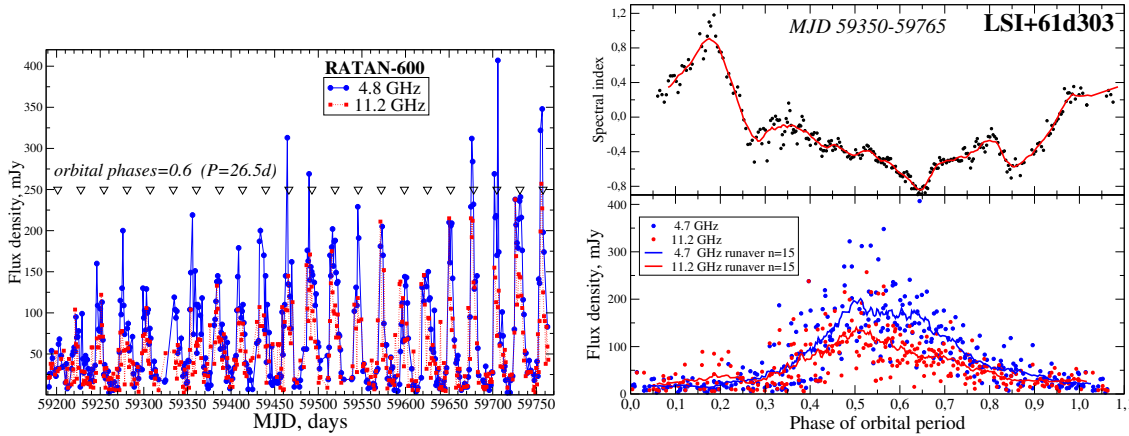 RATAN-600
4.8 GHz
11.2 GHz
orbital phases=0.6 (P=26.5d)
400
350
300
250
200
150
100
50
Flux density, mJy
59200 59250 59300 59350 59400 59450 59500 59550 59600 59650 59700 59750
MJD, days
MJD 59350-59765 LSI+61d303
1,2
0,8
0,4
0,0
-0,4
-0,8
Spectral index
400
300
200
100
0
Flux density, mJy
4.7 GHz
11.2 GHz
4.7 GHz runaver n=15
11.2 GHz runaver n=15
0,0 0,1 0,2 0,3 0,4 0,5 0,6 0,7 0,8 0,9 1,0 1,
Phase of orbital period